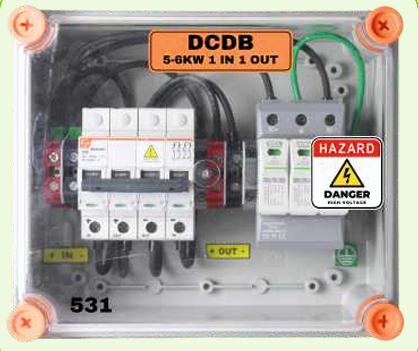 DCDB
5-6KW 1 IN 1 OUT
HAZARD
DANGER
HIGH VOLTAGE
+ IN -
+ OUT -
531